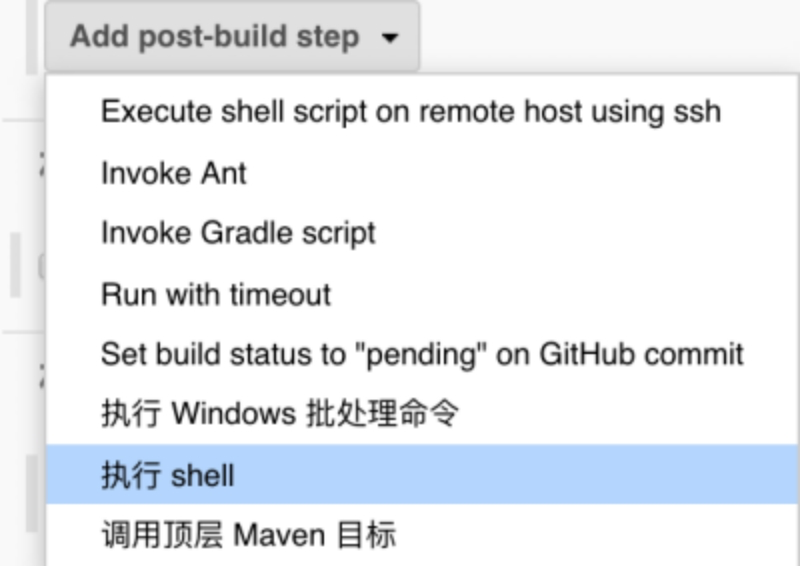 Add post-build step
Execute shell script on remote host using ssh
Invoke Ant
Invoke Gradle script
Run with timeout
Set build status to "pending" on GitHub commit
执行 Windows 批处理命令
执行 shell
调用顶层 Maven 目标